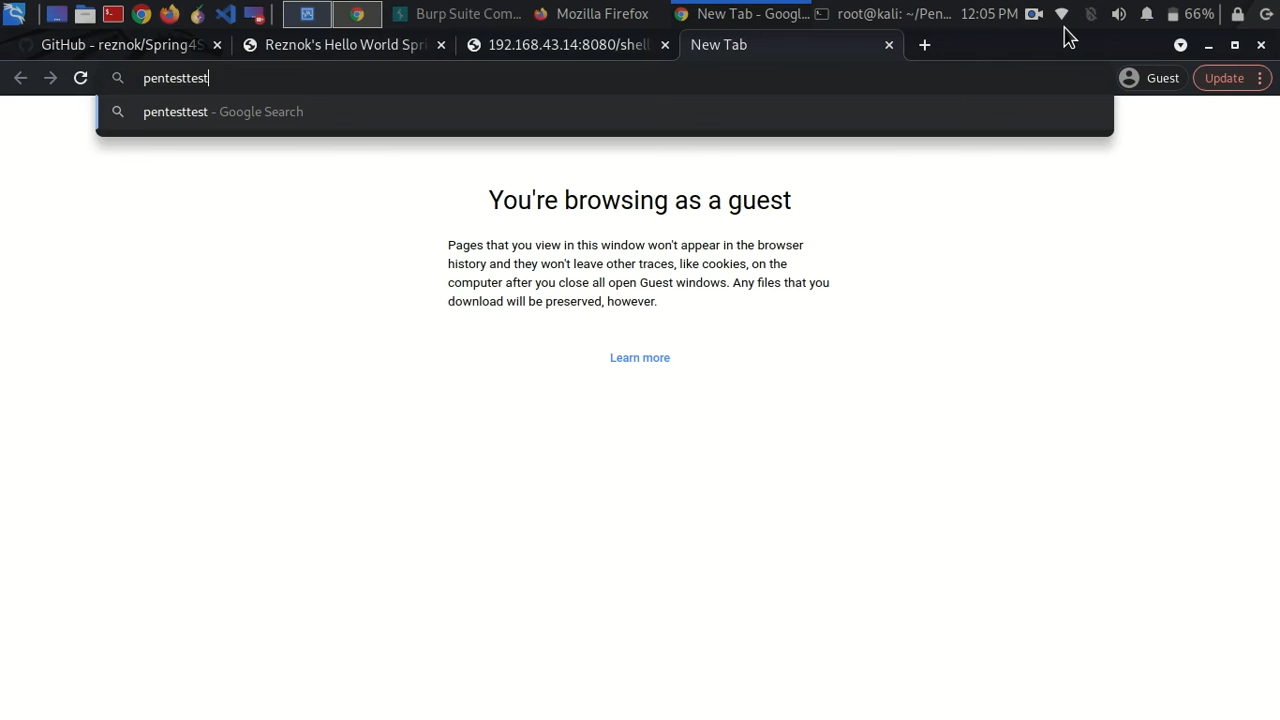 Burp Suite Com... Mozilla Firefox New Tab - Googl... root@kali: ~/Pen... 12:05 PM 66%
GitHub - reznok/Spring4S Reznok's Hello World Spri 192.168.43.14:8080/shell New Tab
pentesttest Guest Update
pentesttest - Google Search
You're browsing as a guest
Pages that you view in this window won't appear in the browser
history and they won't leave other traces, like cookies, on the
computer after you close all open Guest windows. Any files that you
download will be preserved, however.
Learn more